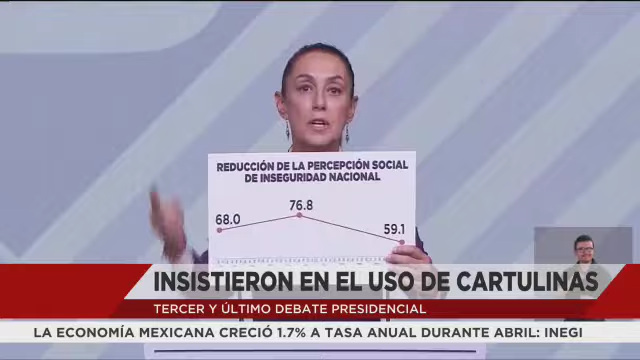 REDUCCIÓN DE LA PERCEPCIÓN SOCIAL
DE INSEGURIDAD NACIONAL
76.8
68.0
59.1
INSISTIERON EN EL USO DE CARTULINAS
TERCER Y ÚLTIMO DEBATE PRESIDENCIAL
LA ECONOMÍA MEXICANA CRECIÓ 1.7% A TASA ANUAL DURANTE ABRIL: INEGI